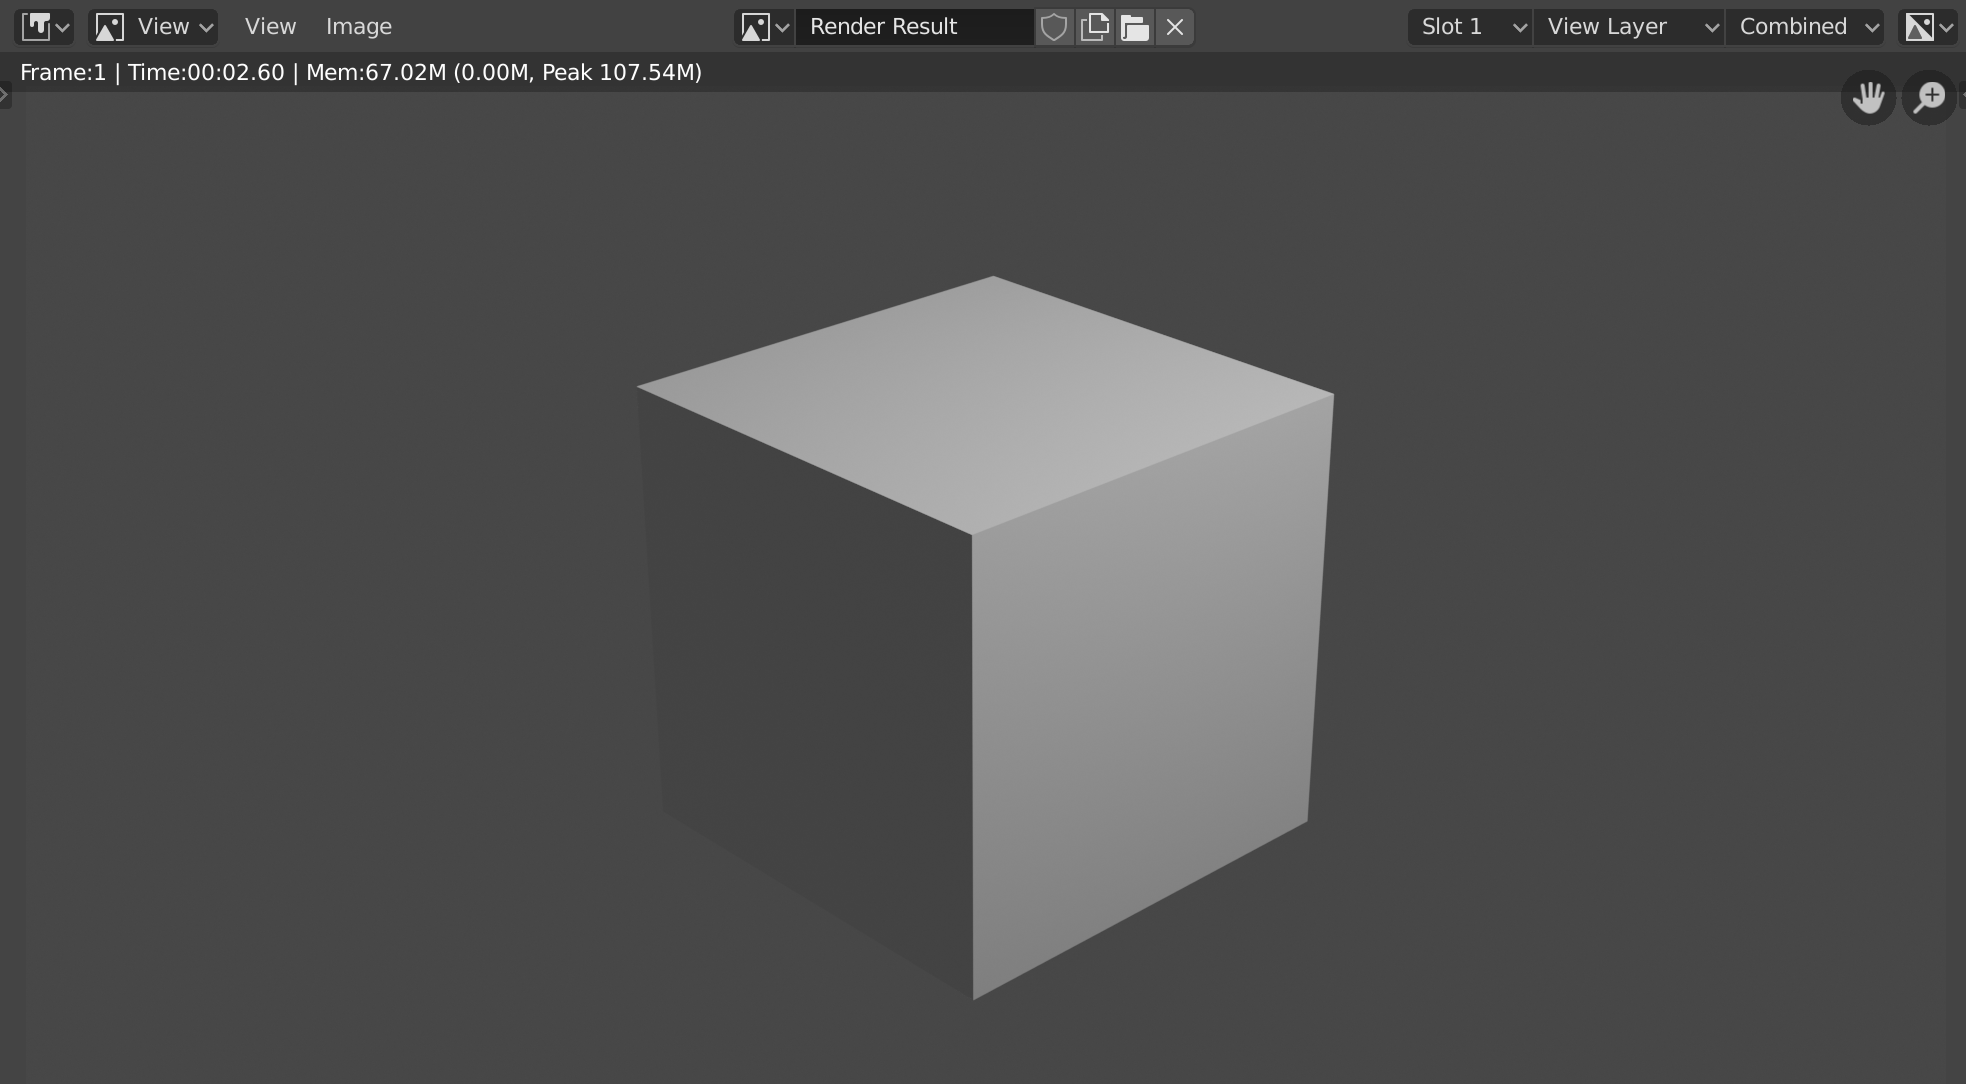 View View Image Render Result Slot 1 View Layer Combined
Frame:1 | Time:00:02.60 | Mem:67.02M (0.00M, Peak 107.54M)